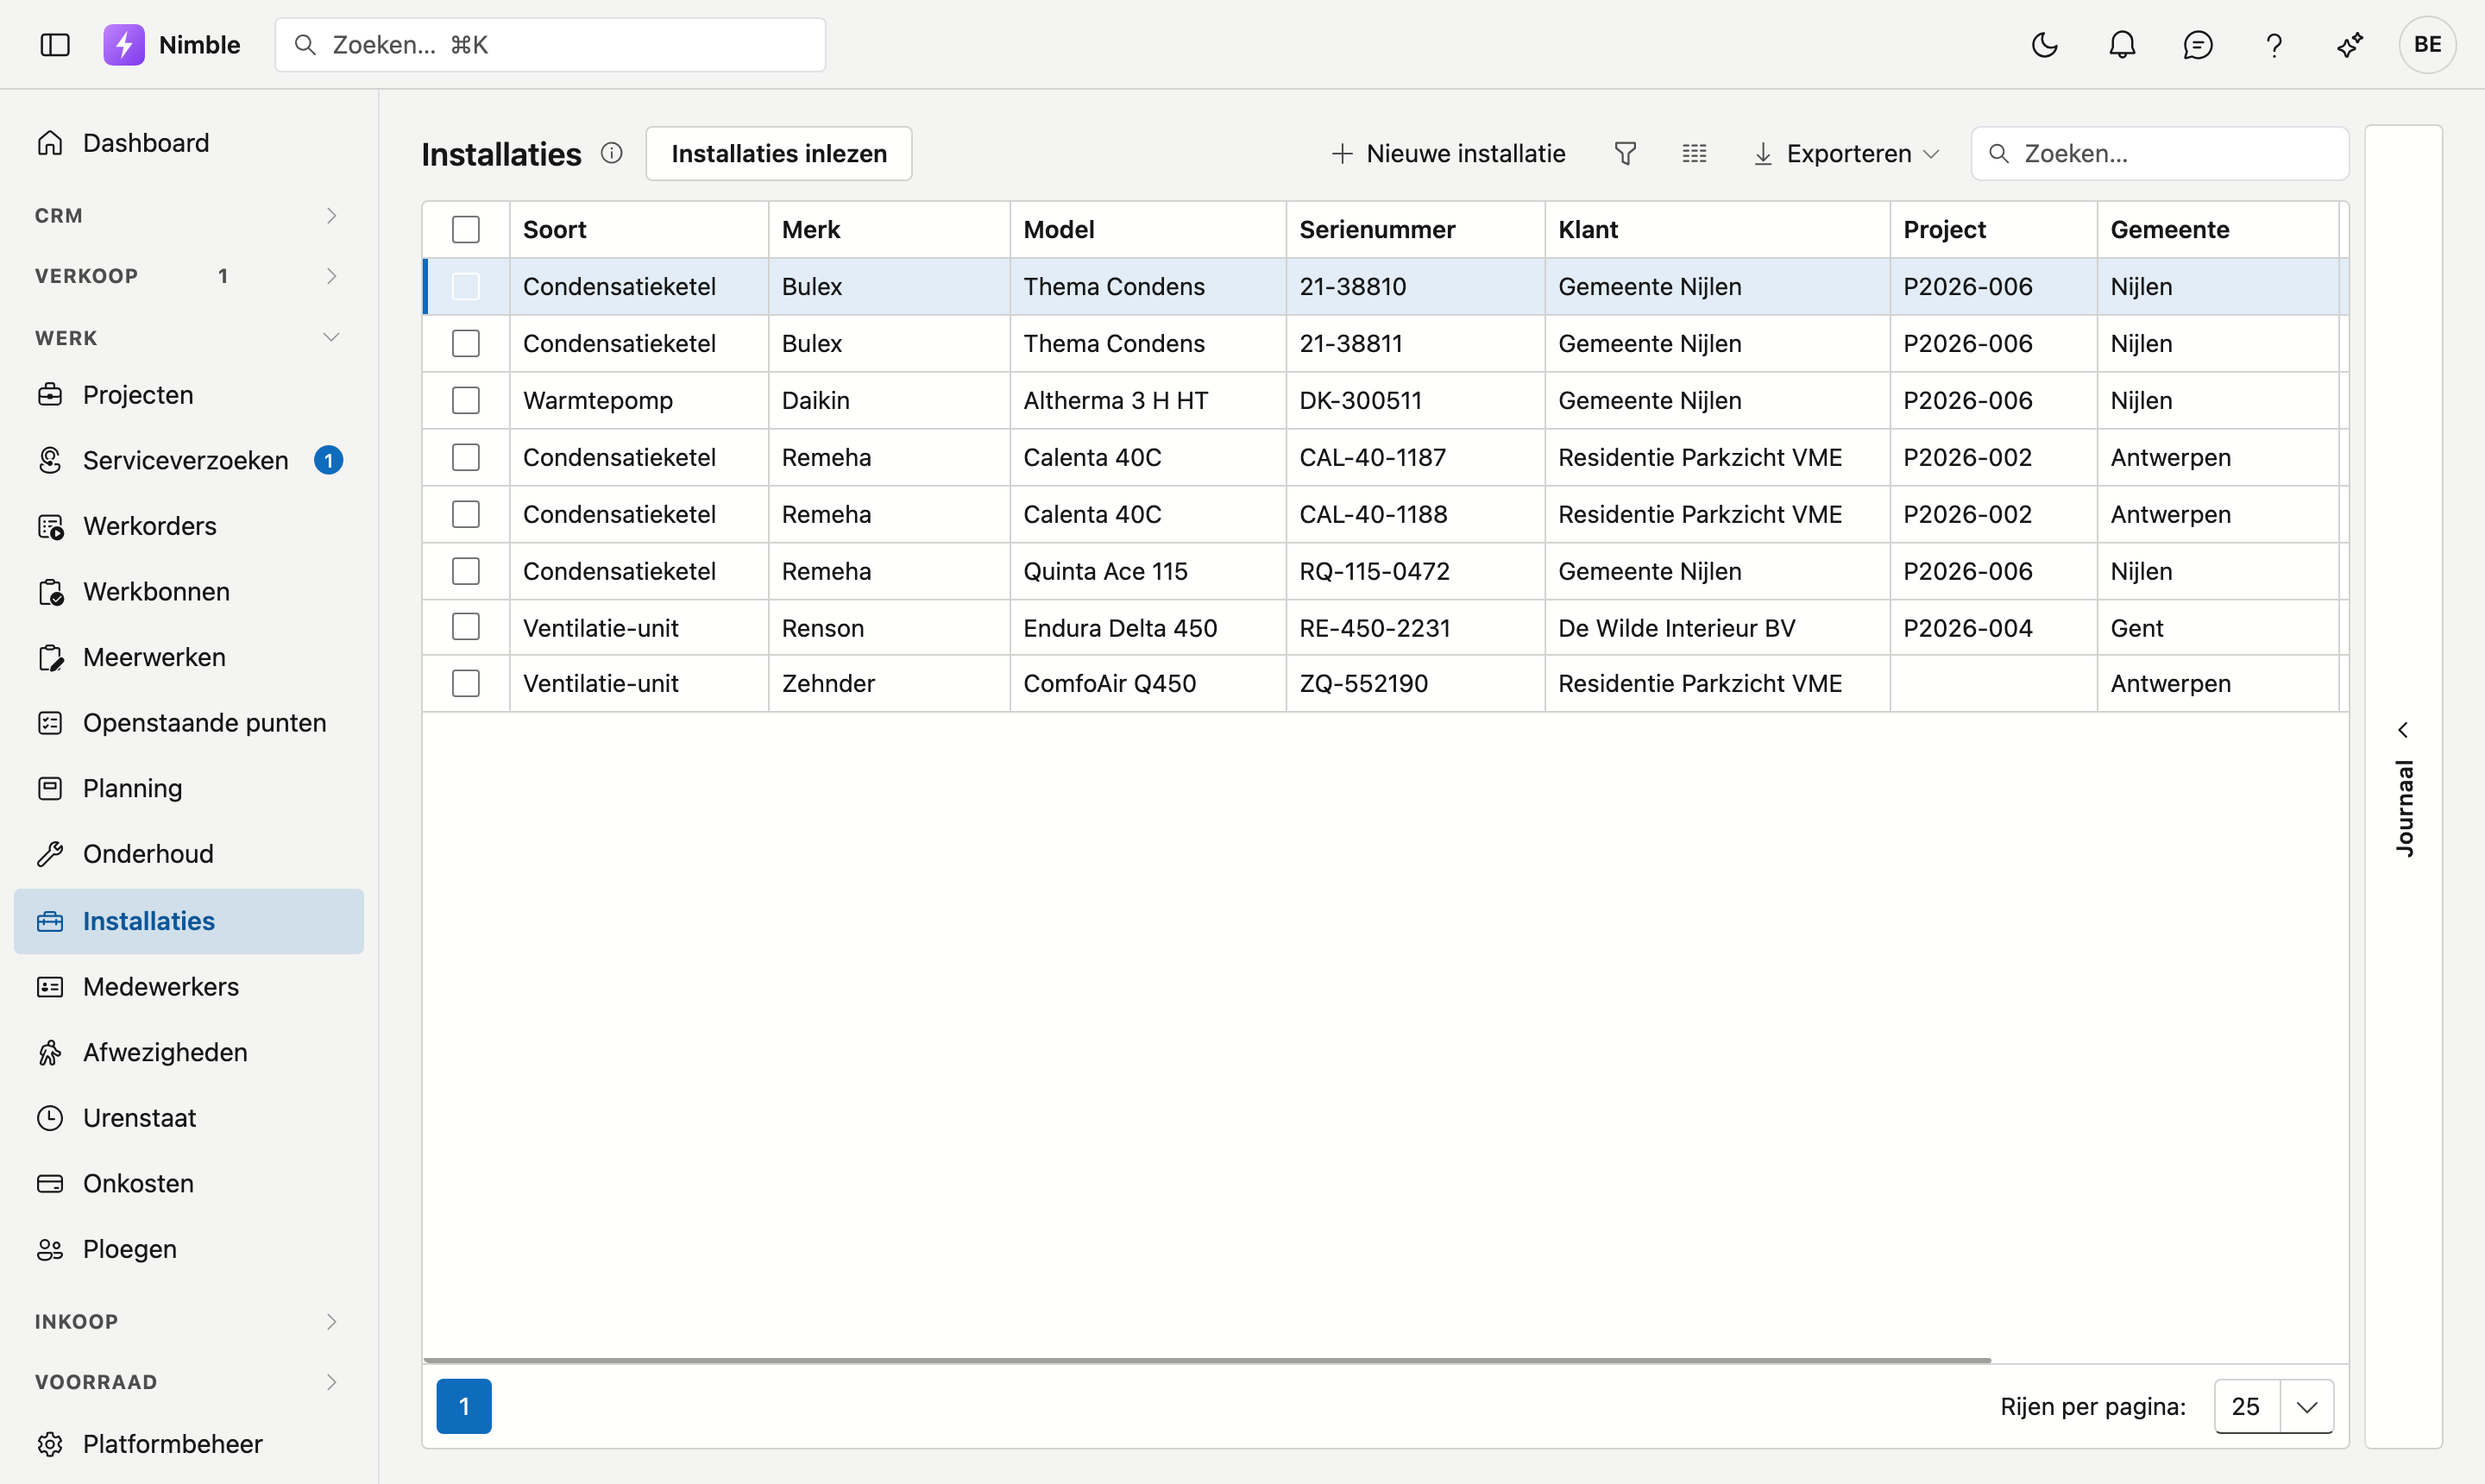 Nimble
Zoeken... ⌘K
BE
Dashboard
CRM
VERKOOP 1
WERK
Projecten
Serviceverzoeken 1
Werkorders
Werkbonnen
Meerwerken
Openstaande punten
Planning
Onderhoud
Installaties
Medewerkers
Afwezigheden
Urenstaat
Onkosten
Ploegen
INKOOP
VOORRAAD
Platformbeheer
Installaties
Installaties inlezen
Nieuwe installatie
Exporteren
Zoeken...
Soort Merk Model Serienummer Klant Project Gemeente
Condensatieketel Bulex Thema Condens 21-38810 Gemeente Nijlen P2026-006 Nijlen
Condensatieketel Bulex Thema Condens 21-38811 Gemeente Nijlen P2026-006 Nijlen
Warmtepomp Daikin Altherma 3 H HT DK-300511 Gemeente Nijlen P2026-006 Nijlen
Condensatieketel Remeha Calenta 40C CAL-40-1187 Residentie Parkzicht VME P2026-002 Antwerpen
Condensatieketel Remeha Calenta 40C CAL-40-1188 Residentie Parkzicht VME P2026-002 Antwerpen
Condensatieketel Remeha Quinta Ace 115 RQ-115-0472 Gemeente Nijlen P2026-006 Nijlen
Ventilatie-unit Renson Endura Delta 450 RE-450-2231 De Wilde Interieur BV P2026-004 Gent
Ventilatie-unit Zehnder ComfoAir Q450 ZQ-552190 Residentie Parkzicht VME Antwerpen
1
Rijen per pagina: 25
Journaal